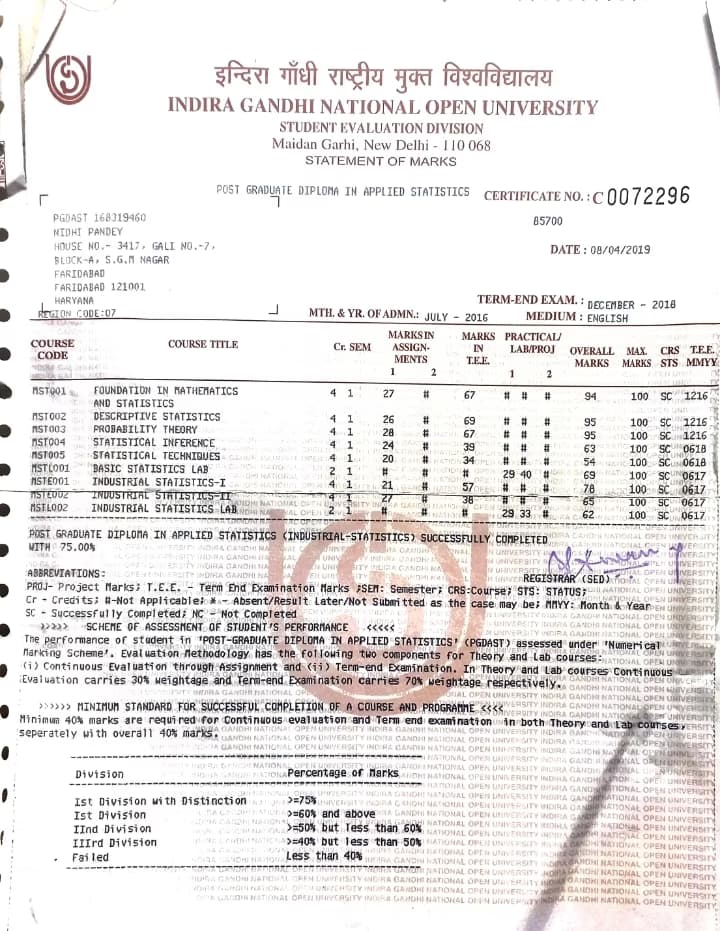 इन्दिरा गाँधी राष्ट्रीय मुक्त विश्वविद्यालय
INDIRA GANDHI NATIONAL OPEN UNIVERSITY
STUDENT EVALUATION DIVISION
Maidan Garhi, New Delhi - 110 068
STATEMENT OF MARKS
POST GRADUATE DIPLOMA IN APPLIED STATISTICS CERTIFICATE NO. : C 0072296
85700
PGDAST 168319460
NIDHI PANDEY
HOUSE NO.- 3417, GALI NO.-7,
BLOCK-A, S.G.M NAGAR
FARIDABAD
FARIDABAD 121001
HARYANA
REGION CODE:07
DATE : 08/04/2019
TERM-END EXAM. : DECEMBER - 2018
MTH. & YR. OF ADMN.: JULY - 2016 MEDIUM : ENGLISH
COURSE CODE COURSE TITLE Cr. SEM MARKS IN ASSIGN-MENTS 1 2 MARKS IN T.E.E. PRACTICAL/ LAB/PROJ 1 2 OVERALL MARKS MAX. MARKS CRS STS T.E.E. MMYY
MST001 FOUNDATION IN MATHEMATICS AND STATISTICS 4 1 27 # 67 # # # 94 100 SC 1216
MST002 DESCRIPTIVE STATISTICS 4 1 26 # 69 # # # 95 100 SC 1216
MST003 PROBABILITY THEORY 4 1 28 # 67 # # # 95 100 SC 1216
MST004 STATISTICAL INFERENCE 4 1 24 # 39 # # # 63 100 SC 0618
MST005 STATISTICAL TECHNIQUES 4 1 20 # 34 # # # 54 100 SC 0618
MSTL001 BASIC STATISTICS LAB 2 1 # # # 29 40 # 69 100 SC 0617
MSTE001 INDUSTRIAL STATISTICS-I 4 1 21 # 57 # # # 78 100 SC 0617
MSTE002 INDUSTRIAL STATISTICS-II 4 1 27 # 38 # # # 65 100 SC 0617
MSTL002 INDUSTRIAL STATISTICS LAB 2 1 # # # 29 33 # 62 100 SC 0617
POST GRADUATE DIPLOMA IN APPLIED STATISTICS (INDUSTRIAL-STATISTICS) SUCCESSFULLY COMPLETED
WITH 75.00%
REGISTRAR (SED)
ABBREVIATIONS:
PROJ- Project Marks; T.E.E. - Term End Examination Marks ;SEM: Semester; CRS:Course; STS: STATUS;
Cr - Credits; #-Not Applicable; * - Absent/Result Later/Not Submitted as the case may be; MMYY: Month & Year
SC - Successfully Completed; NC - Not Completed
>>>>> SCHEME OF ASSESSMENT OF STUDENT'S PERFORMANCE <<<<<
The performance of student in 'POST-GRADUATE DIPLOMA IN APPLIED STATISTICS' (PGDAST) assessed under 'Numerical
Marking Scheme'. Evaluation Methodology has the following two components for Theory and Lab courses:
(i) Continuous Evaluation through Assignment and (ii) Term-end Examination. In Theory and Lab courses Continuous
Evaluation carries 30% weightage and Term-end Examination carries 70% weightage respectively.
>>>>>> MINIMUM STANDARD FOR SUCCESSFUL COMPLETION OF A COURSE AND PROGRAMME <<<<
Minimum 40% marks are required for Continuous evaluation and Term end examination in both Theory and Lab courses,
seperately with overall 40% marks.
Division Percentage of Marks
Ist Division with Distinction >=75%
Ist Division >=60% and above
IInd Division >=50% but less than 60%
IIIrd Division >=40% but less than 50%
Failed Less than 40%